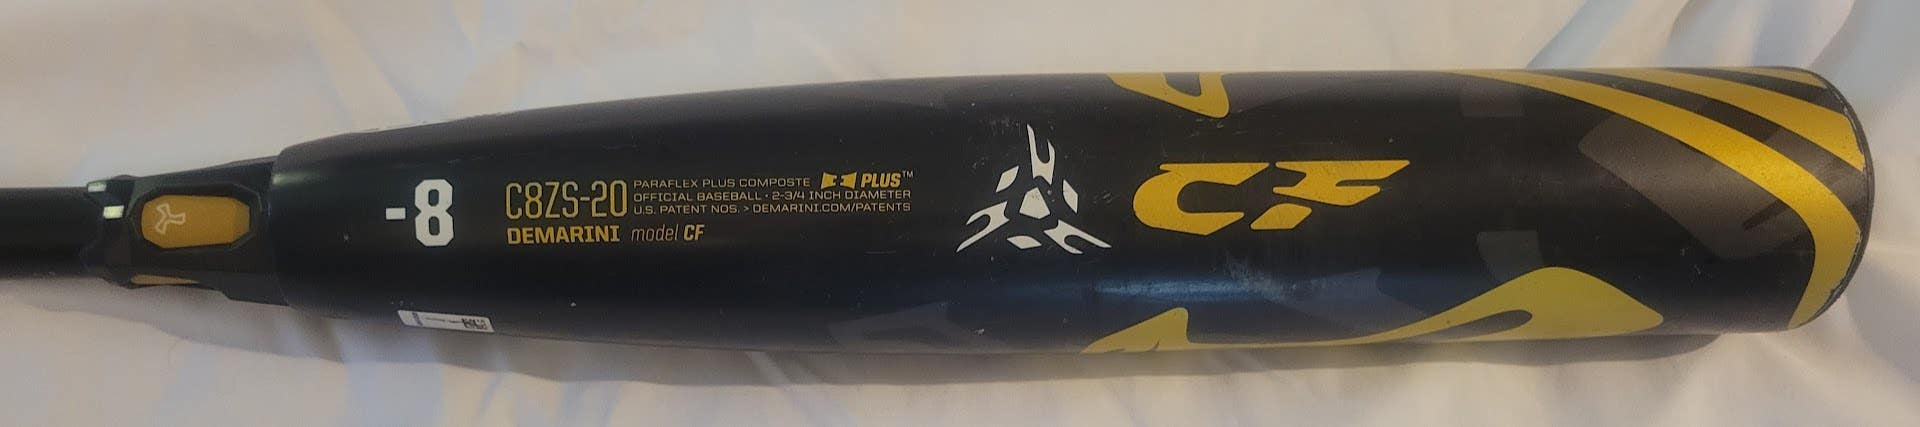 -8
C8ZS-20
PARAFLEX PLUS COMPOSTE PLUS™
OFFICIAL BASEBALL · 2-3/4 INCH DIAMETER
U.S. PATENT NOS. > DEMARINI.COM/PATENTS
DEMARINI model CF
CF